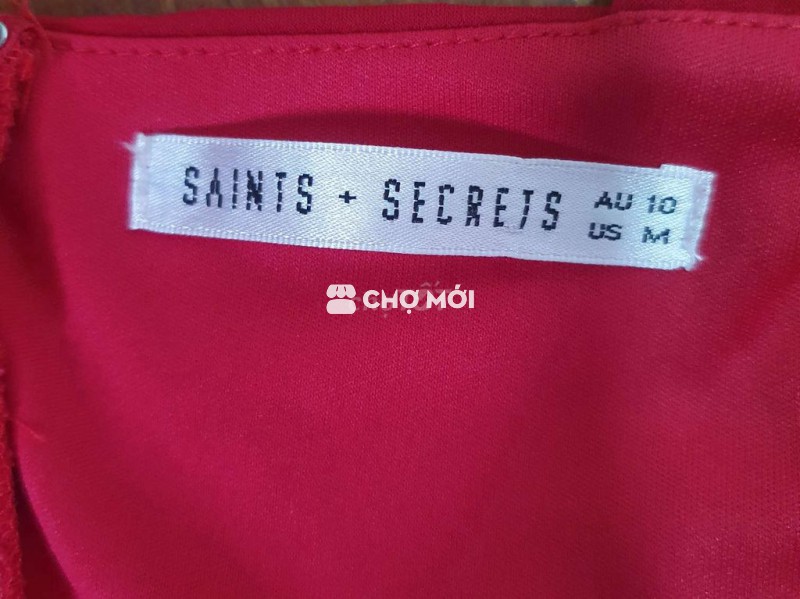 SAINTS + SECRETS AU 10
US M
CHỢ MỚI